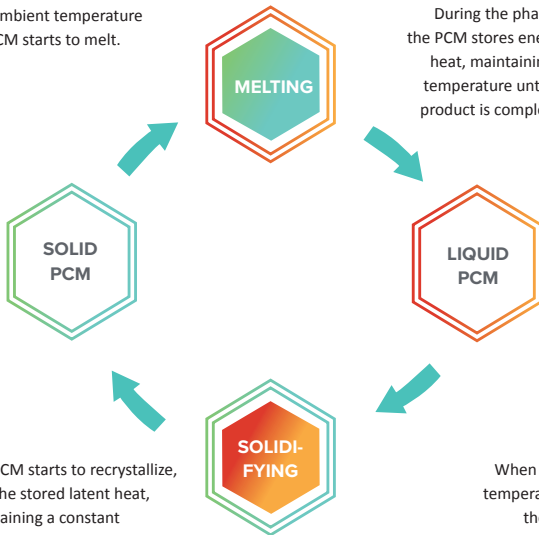 mbient temperature
CM starts to melt.
During the pha
the PCM stores ene
heat, maintainin
temperature unt
product is comple
MELTING
SOLID
PCM
LIQUID
PCM
SOLIDI-
FYING
CM starts to recrystallize,
he stored latent heat,
aining a constant
When
tempera
the